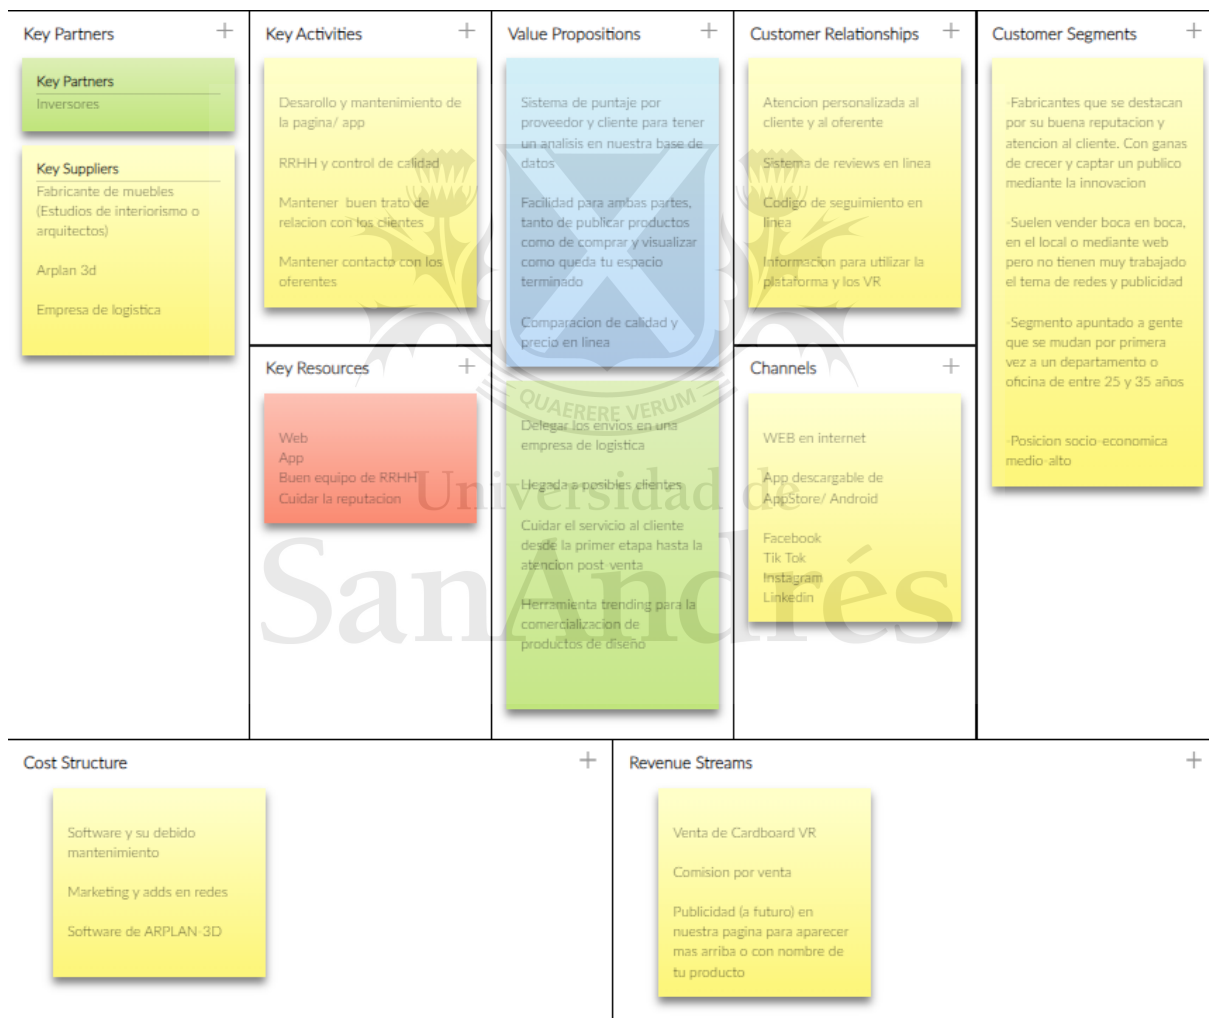 Key Partners +
Key Partners
Inversores
Key Suppliers
Fabricante de muebles
(Estudios de interiorismo o
arquitectos)
Arplan 3d
Empresa de logistica
Key Activities +
Desarollo y mantenimiento de
la pagina/ app
RRHH y control de calidad
Mantener buen trato de
relacion con los clientes
Mantener contacto con los
oferentes
Key Resources +
Web
App
Buen equipo de RRHH
Cuidar la reputacion
Value Propositions +
Sistema de puntaje por
proveedor y cliente para tener
un analisis en nuestra base de
datos
Facilidad para ambas partes,
tanto de publicar productos
como de comprar y visualizar
como queda tu espacio
terminado
Comparacion de calidad y
precio en linea
Delegar los envios en una
empresa de logistica
Llegada a posibles clientes
Cuidar el servicio al cliente
desde la primer etapa hasta la
atencion post-venta
Herramienta trending para la
comercializacion de
productos de diseño
Customer Relationships +
Atencion personalizada al
cliente y al oferente
Sistema de reviews en linea
Codigo de seguimiento en
linea
Informacion para utilizar la
plataforma y los VR
Channels +
WEB en internet
App descargable de
AppStore/ Android
Facebook
Tik Tok
Instagram
Linkedin
Customer Segments +
-Fabricantes que se destacan
por su buena reputacion y
atencion al cliente. Con ganas
de crecer y captar un publico
mediante la innovacion
-Suelen vender boca en boca,
en el local o mediante web
pero no tienen muy trabajado
el tema de redes y publicidad
-Segmento apuntado a gente
que se mudan por primera
vez a un departamento o
oficina de entre 25 y 35 años
-Posicion socio-economica
medio-alto
Cost Structure +
Software y su debido
mantenimiento
Marketing y adds en redes
Software de ARPLAN-3D
Revenue Streams +
Venta de Cardboard VR
Comision por venta
Publicidad (a futuro) en
nuestra pagina para aparecer
mas arriba o con nombre de
tu producto
QUAERERE VERUM
Universidad de
SanAndrés